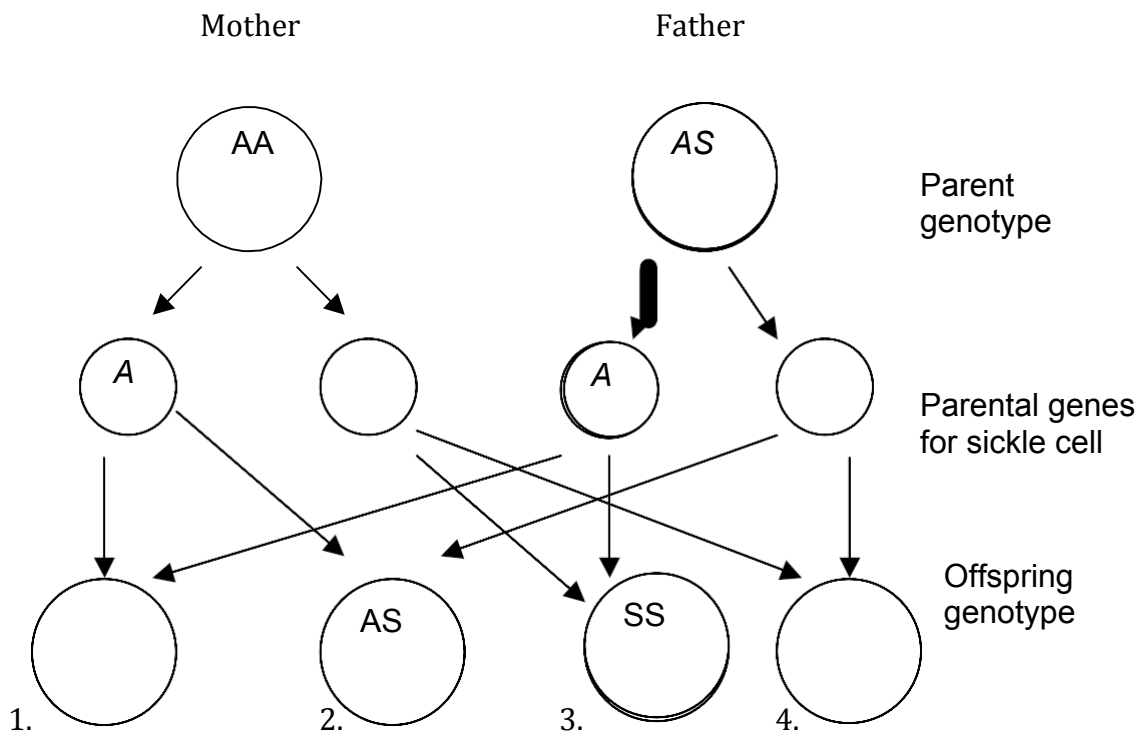 Mother
Father
AA
AS
Parent
genotype
A
A
Parental genes
for sickle cell
Offspring
genotype
AS
SS
1.
2.
3.
4.